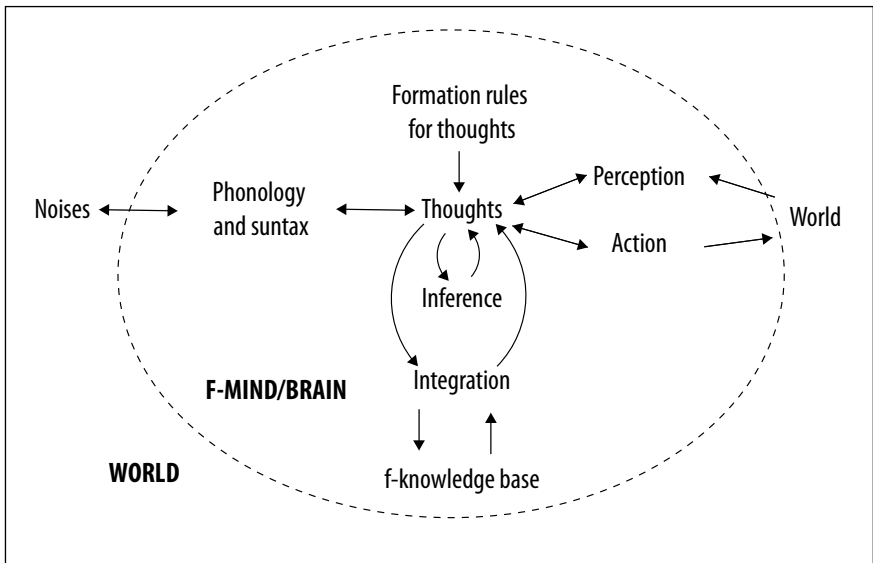 Formation rules
for thoughts
Perception
Noises
Phonology
and suntax
Thoughts
World
Action
Inference
Integration
F-MIND/BRAIN
WORLD
f-knowledge base